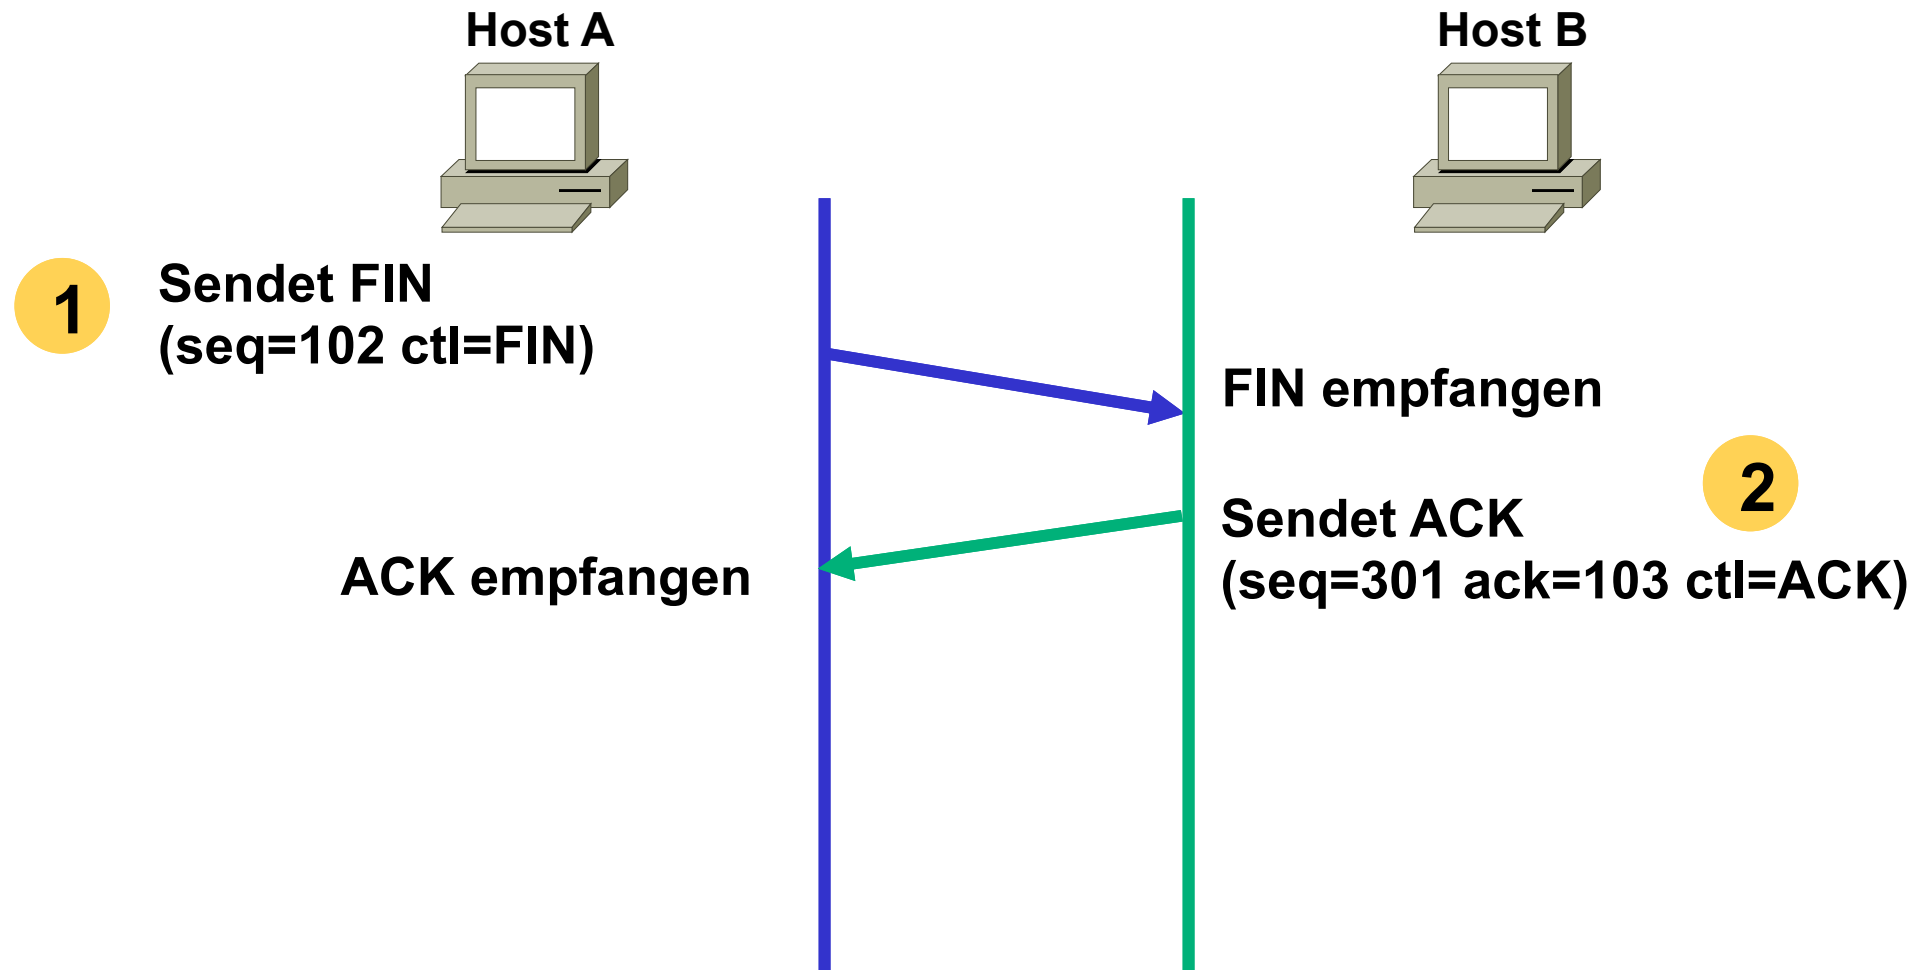 Host A
Host B
1
Sendet FIN
(seq=102 ctl=FIN)
FIN empfangen
2
Sendet ACK
(seq=301 ack=103 ctl=ACK)
ACK empfangen